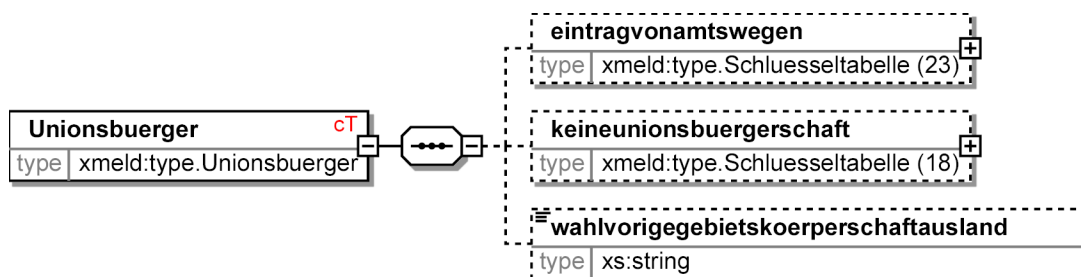 eintragvonamtswegen
type xmeld:type.Schluesseltabelle (23)
Unionsbuerger cT
type xmeld:type.Unionsbuerger
keineunionsbuergerschaft
type xmeld:type.Schluesseltabelle (18)
wahlvorigegebietskoerperschaftausland
type xs:string